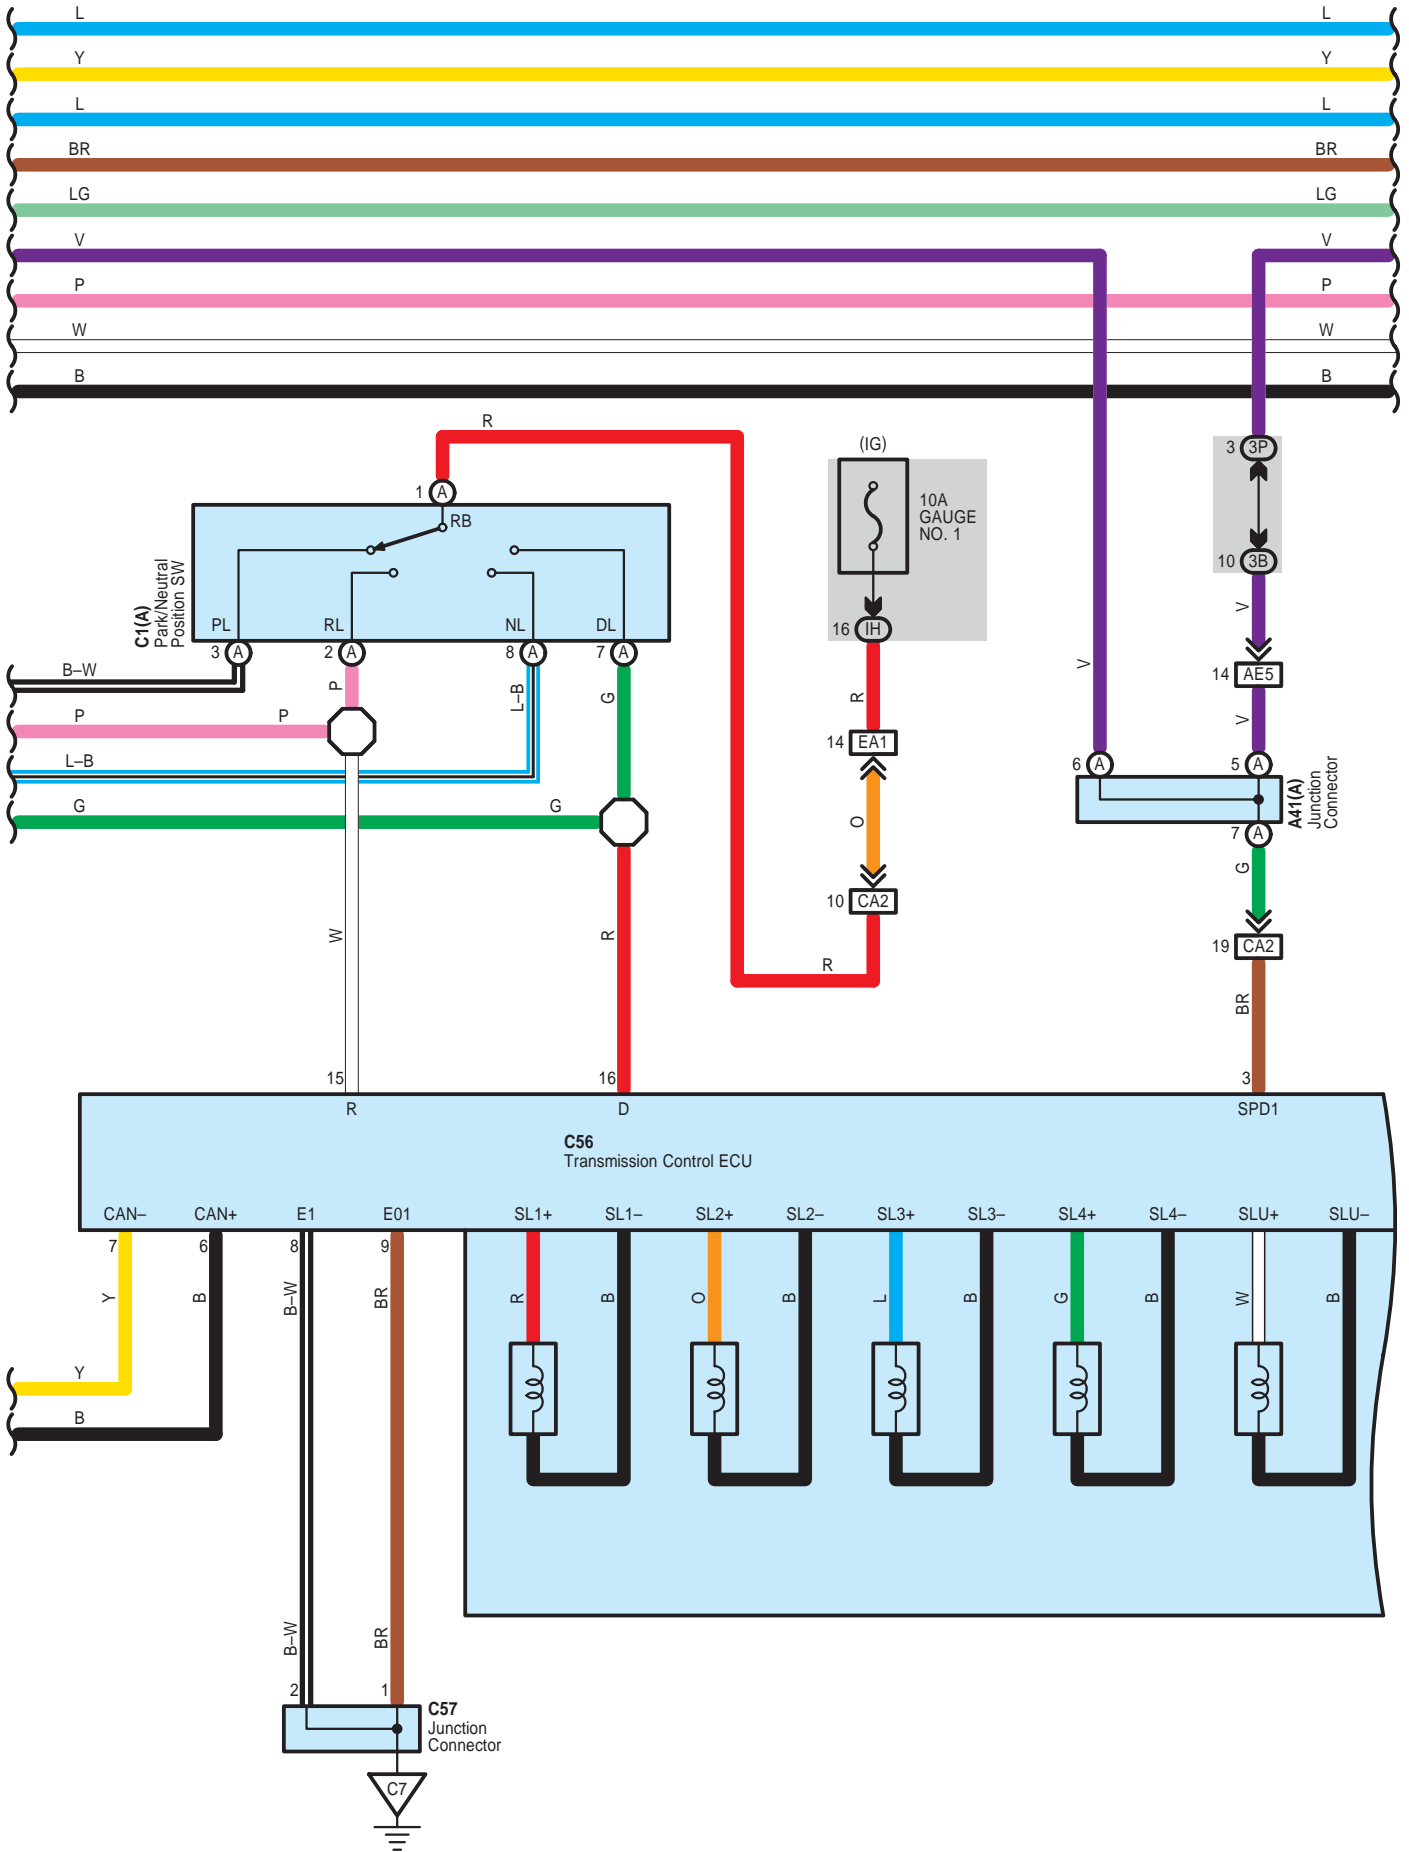 L L
Y Y
L L
BR BR
LG LG
V V
P P
W W
B B
R
(IG)
10A
GAUGE
NO. 1
3 3P
1 A
RB
C1(A)
Park/Neutral
Position SW
PL RL NL DL
3 A 2 A 8 A 7 A
16 IH
10 3B
B–W
P
L–B
G
R
V
V
14 AE5
P P
14 EA1
V
L–B
6 A 5 A
A41(A)
Junction
Connector
G G
O
7 A
G
10 CA2
W
R
R
19 CA2
BR
15 16 3
R D SPD1
C56
Transmission Control ECU
CAN– CAN+ E1 E01 SL1+ SL1– SL2+ SL2– SL3+ SL3– SL4+ SL4– SLU+ SLU–
7 6 8 9
Y B B–W BR R B O B L B G B W B
Y
B
B–W BR
2 1
C57
Junction
Connector
C7